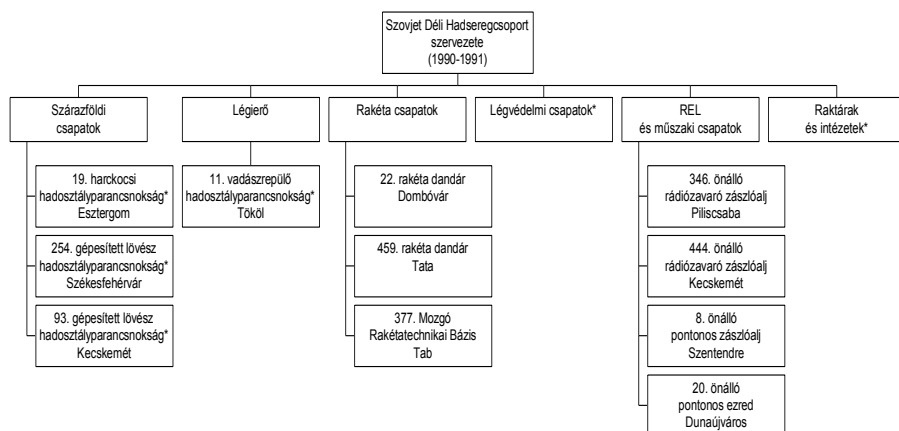 Szovjet Déli Hadseregcsoport
szervezete
(1990-1991)
Szárazföldi
csapatok
Légierő
Rakéta csapatok
Légvédelmi csapatok*
REL
és műszaki csapatok
Raktárak
és intézetek*
19. harckocsi
hadosztályparancsnokság*
Esztergom
254. gépesített lövész
hadosztályparancsnokság*
Székesfehérvár
93. gépesített lövész
hadosztályparancsnokság*
Kecskemét
11. vadászrepülő
hadosztályparancsnokság*
Tököl
22. rakéta dandár
Dombóvár
459. rakéta dandár
Tata
377. Mozgó
Rakétatechnikai Bázis
Tab
346. önálló
rádiózavaró zászlóalj
Piliscsaba
444. önálló
rádiózavaró zászlóalj
Kecskemét
8. önálló
pontonos zászlóalj
Szentendre
20. önálló
pontonos ezred
Dunaújváros